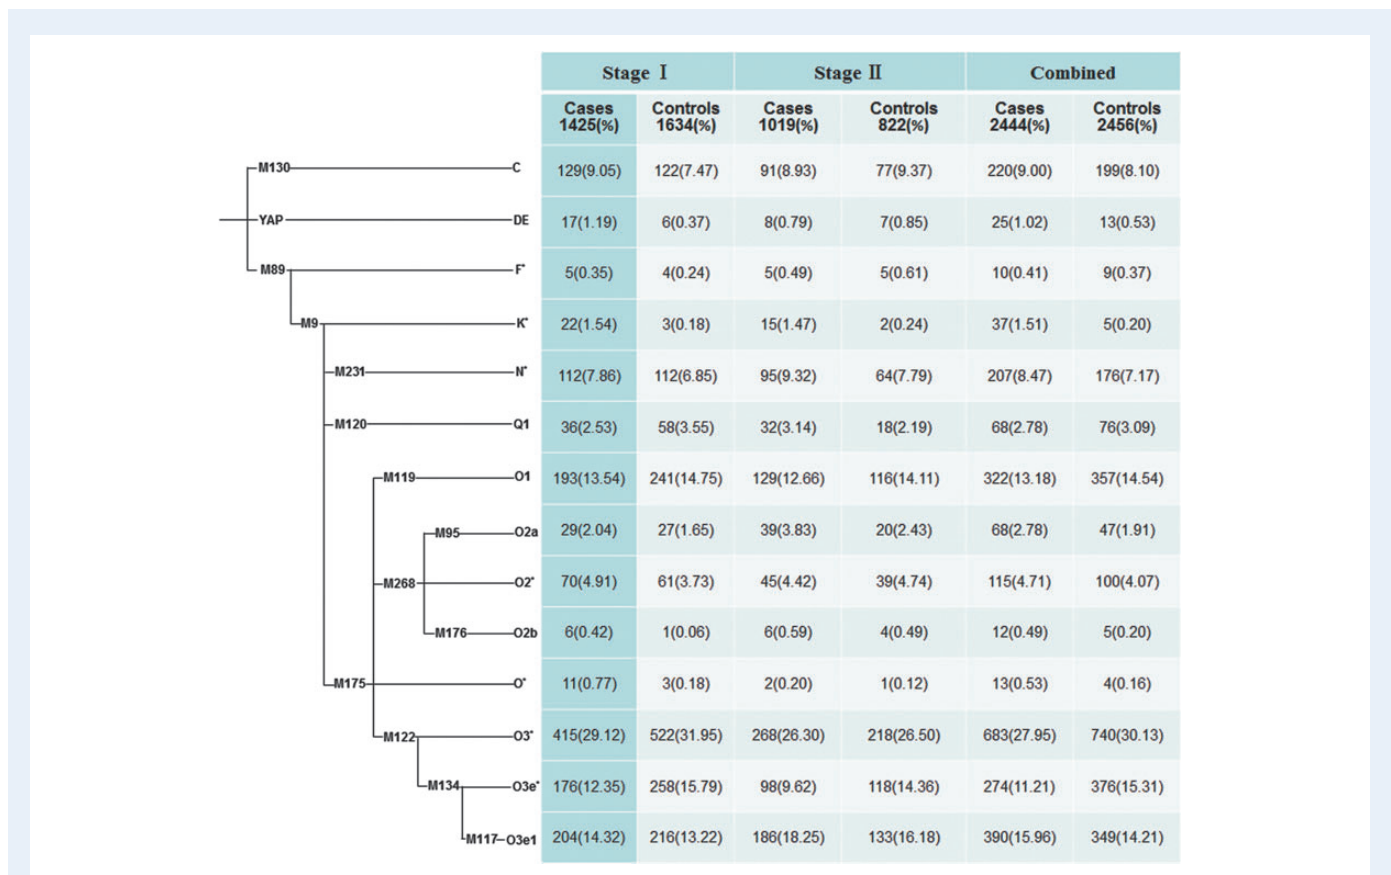 Stage Ⅰ Stage Ⅱ Combined
Cases Controls Cases Controls Cases Controls
1425(%) 1634(%) 1019(%) 822(%) 2444(%) 2456(%)
M130 C 129(9.05) 122(7.47) 91(8.93) 77(9.37) 220(9.00) 199(8.10)
YAP DE 17(1.19) 6(0.37) 8(0.79) 7(0.85) 25(1.02) 13(0.53)
M89 F* 5(0.35) 4(0.24) 5(0.49) 5(0.61) 10(0.41) 9(0.37)
M9 K* 22(1.54) 3(0.18) 15(1.47) 2(0.24) 37(1.51) 5(0.20)
M231 N* 112(7.86) 112(6.85) 95(9.32) 64(7.79) 207(8.47) 176(7.17)
M120 Q1 36(2.53) 58(3.55) 32(3.14) 18(2.19) 68(2.78) 76(3.09)
M119 O1 193(13.54) 241(14.75) 129(12.66) 116(14.11) 322(13.18) 357(14.54)
M95 O2a 29(2.04) 27(1.65) 39(3.83) 20(2.43) 68(2.78) 47(1.91)
M268 O2* 70(4.91) 61(3.73) 45(4.42) 39(4.74) 115(4.71) 100(4.07)
M176 O2b 6(0.42) 1(0.06) 6(0.59) 4(0.49) 12(0.49) 5(0.20)
M175 O* 11(0.77) 3(0.18) 2(0.20) 1(0.12) 13(0.53) 4(0.16)
M122 O3* 415(29.12) 522(31.95) 268(26.30) 218(26.50) 683(27.95) 740(30.13)
M134 O3e* 176(12.35) 258(15.79) 98(9.62) 118(14.36) 274(11.21) 376(15.31)
M117 O3e1 204(14.32) 216(13.22) 186(18.25) 133(16.18) 390(15.96) 349(14.21)